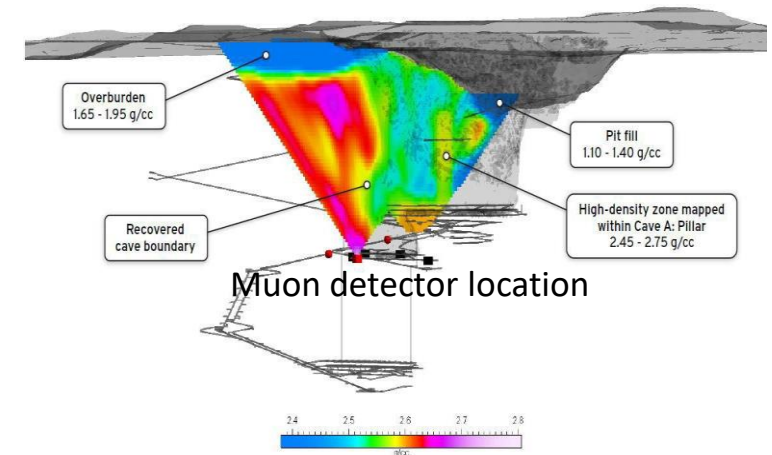 Overburden
1.65 - 1.95 g/cc
Pit fill
1.10 - 1.40 g/cc
Recovered
cave boundary
High-density zone mapped
within Cave A: Pillar
2.45 - 2.75 g/cc
Muon detector location
2.4 2.5 2.6 2.7 2.8
g/cc